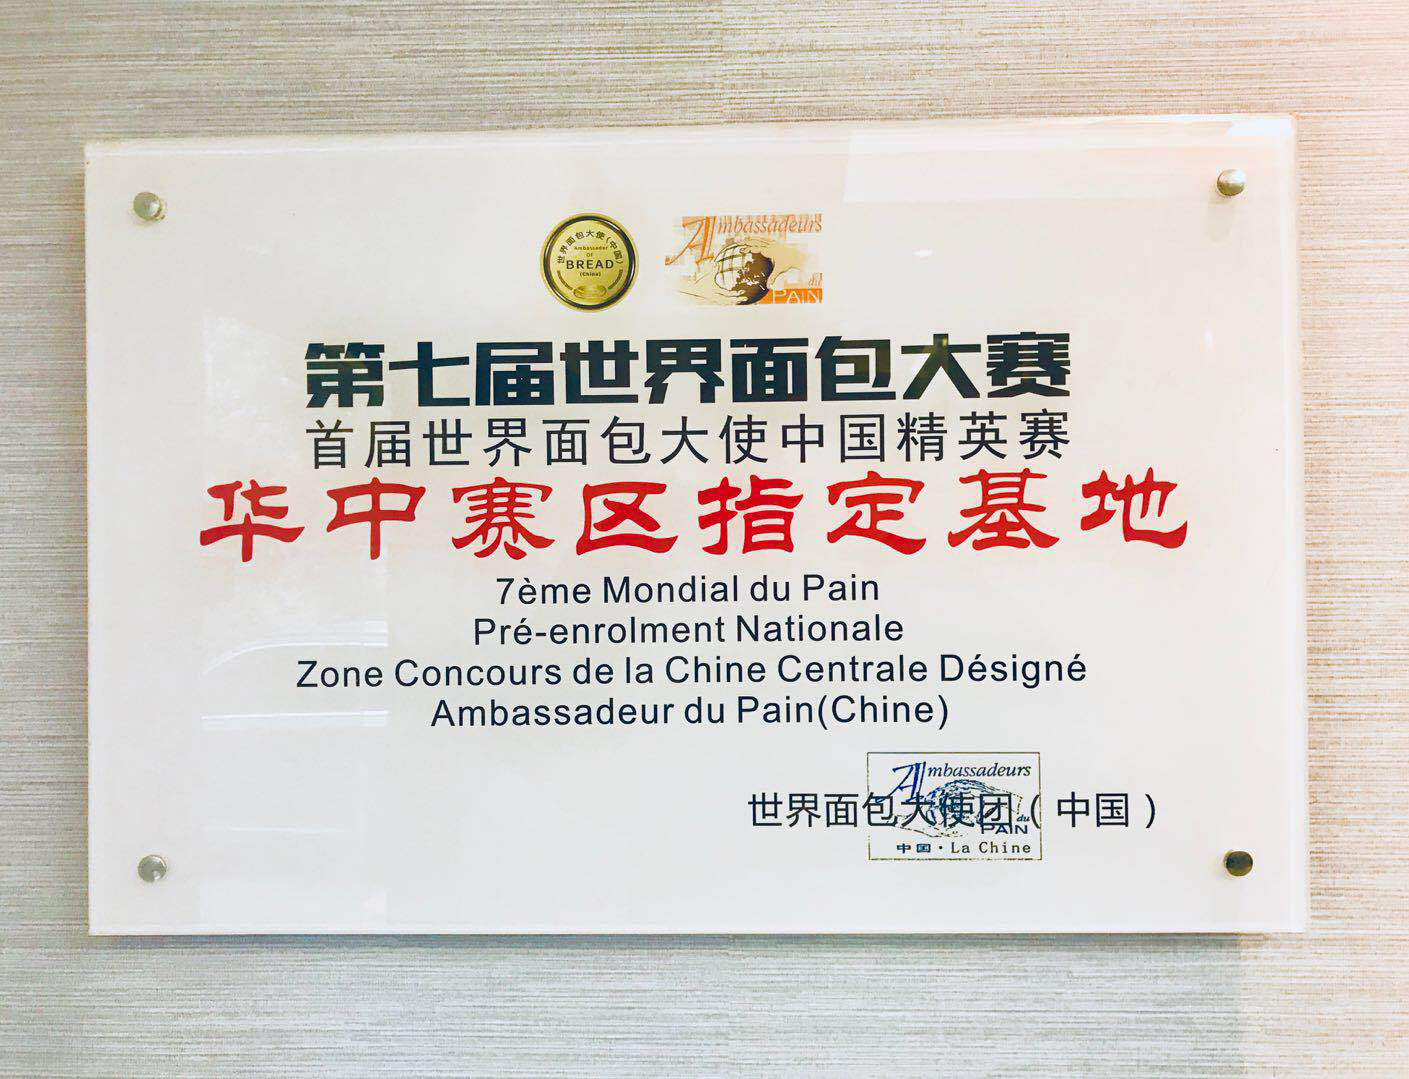 世界面包大使(中国)
Ambassador
OF
BREAD
(China)
Ambassadeurs
du
PAIN
第七届世界面包大赛
首届世界面包大使中国精英赛
华中赛区指定基地
7ème Mondial du Pain
Pré-enrolment Nationale
Zone Concours de la Chine Centrale Désigné
Ambassadeur du Pain(Chine)
世界面包大使团(中国)
Ambassadeurs
du
PAIN
中国·La Chine